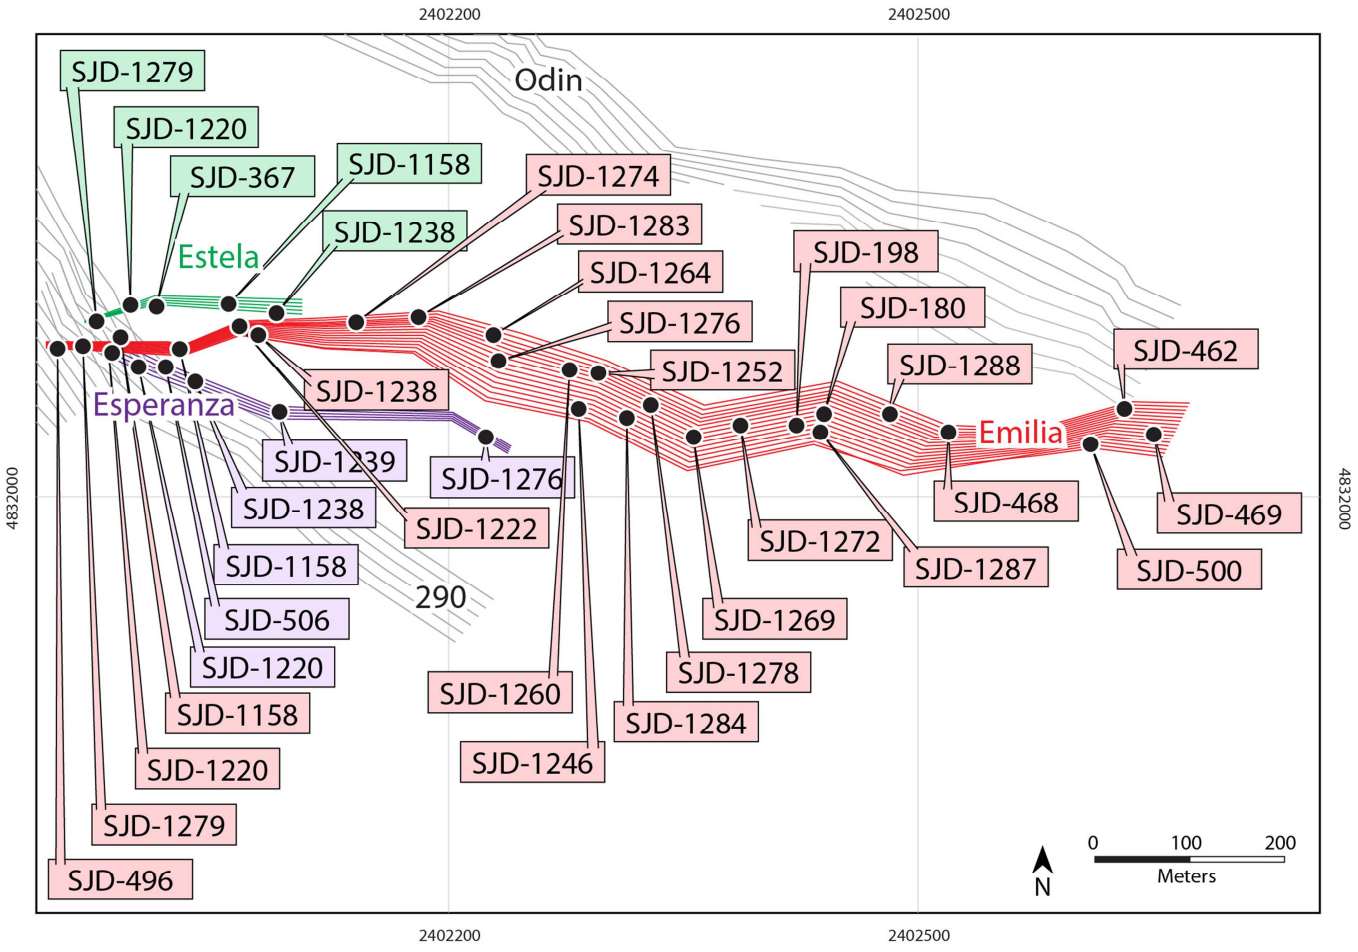 2402200
2402500
Odin
SJD-1279
SJD-1220
SJD-367
SJD-1158
SJD-1238
Estela
SJD-1274
SJD-1283
SJD-1264
SJD-1276
SJD-1252
SJD-198
SJD-180
SJD-1288
SJD-462
SJD-1238
Esperanza
Emilia
SJD-1239
SJD-1276
SJD-1238
SJD-1222
SJD-468
SJD-469
4832000
4832000
SJD-1158
SJD-1272
SJD-1287
SJD-500
290
SJD-506
SJD-1269
SJD-1220
SJD-1278
SJD-1260
SJD-1158
SJD-1284
SJD-1220
SJD-1246
SJD-1279
SJD-496
0 100 200
Meters
N
2402200
2402500